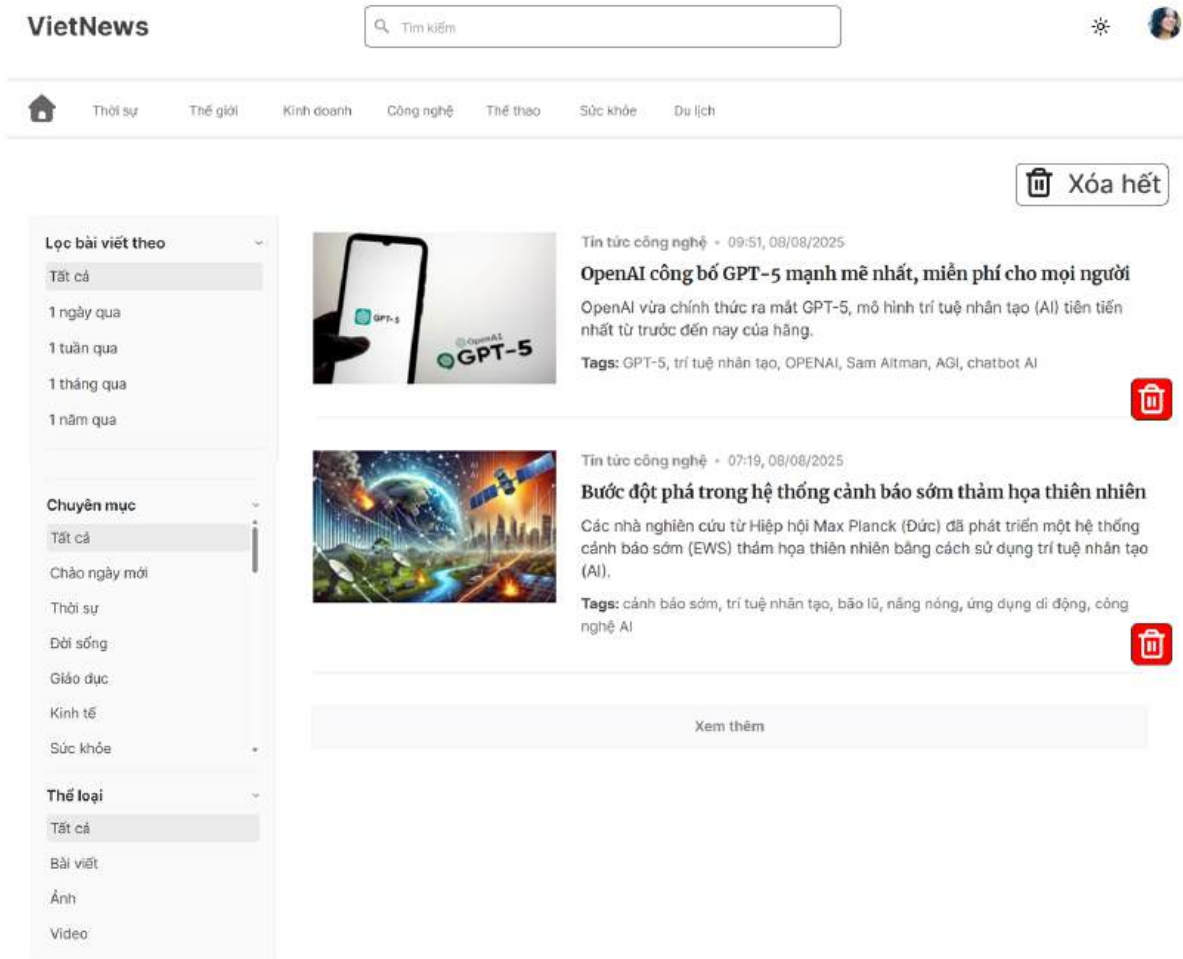 VietNews
Tìm kiếm
Thời sự
Thế giới
Kinh doanh
Công nghệ
Thể thao
Sức khỏe
Du lịch
Xóa hết
Lọc bài viết theo
Tất cả
1 ngày qua
1 tuần qua
1 tháng qua
1 năm qua
Chuyên mục
Tất cả
Chào ngày mới
Thời sự
Đời sống
Giáo dục
Kinh tế
Sức khỏe
Thể loại
Tất cả
Bài viết
Ảnh
Video
GPT-5
OpenAI
GPT-5
Tin tức công nghệ • 09:51, 08/08/2025
OpenAI công bố GPT-5 mạnh mẽ nhất, miễn phí cho mọi người
OpenAI vừa chính thức ra mắt GPT-5, mô hình trí tuệ nhân tạo (AI) tiên tiến
nhất từ trước đến nay của hãng.
Tags: GPT-5, trí tuệ nhân tạo, OPENAI, Sam Altman, AGI, chatbot AI
Tin tức công nghệ • 07:19, 08/08/2025
Bước đột phá trong hệ thống cảnh báo sớm thảm họa thiên nhiên
Các nhà nghiên cứu từ Hiệp hội Max Planck (Đức) đã phát triển một hệ thống
cảnh báo sớm (EWS) thảm họa thiên nhiên bằng cách sử dụng trí tuệ nhân tạo
(AI).
Tags: cảnh báo sớm, trí tuệ nhân tạo, bão lũ, nắng nóng, ứng dụng di động, công
nghệ AI
Xem thêm